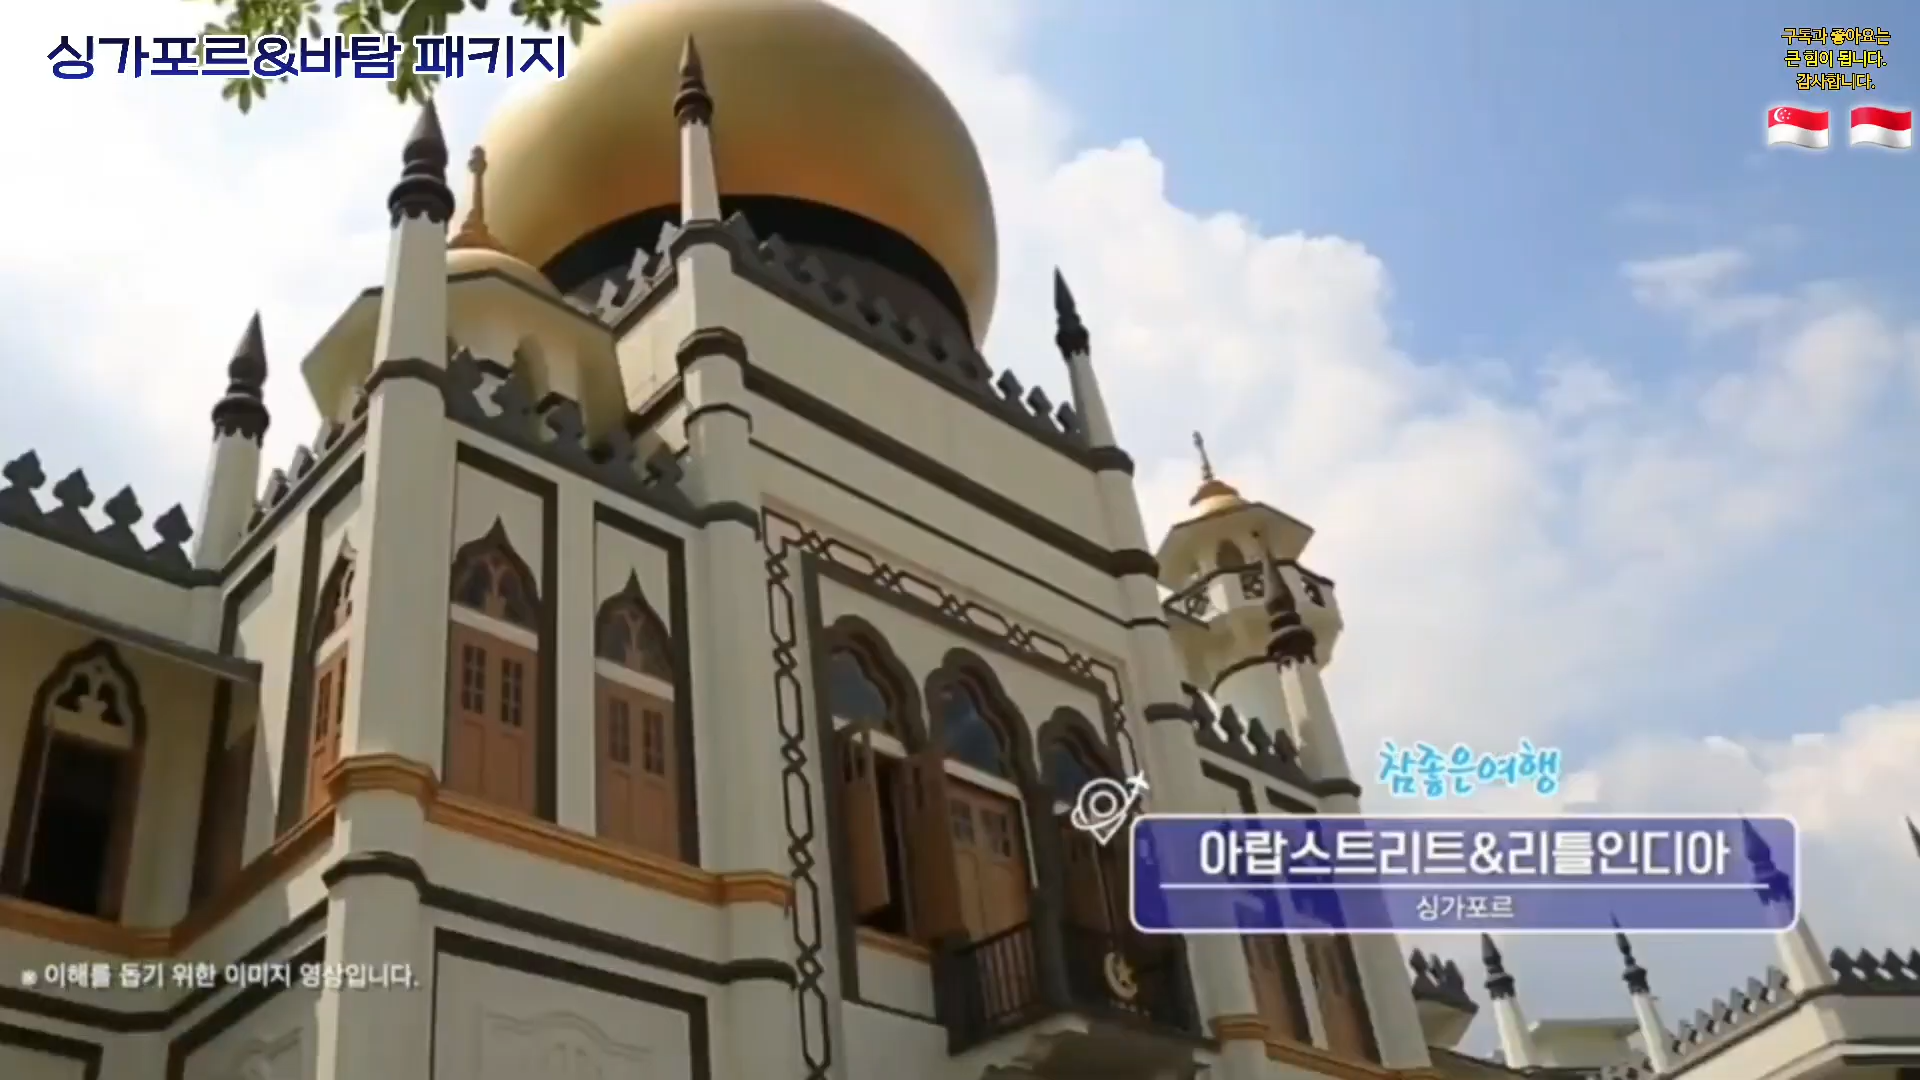 싱가포르&바탐 패키지
구독과 좋아요는
큰 힘이 됩니다.
감사합니다.
참좋은여행
아랍스트리트&리틀인디아
싱가포르
※ 이해를 돕기 위한 이미지 영상입니다.